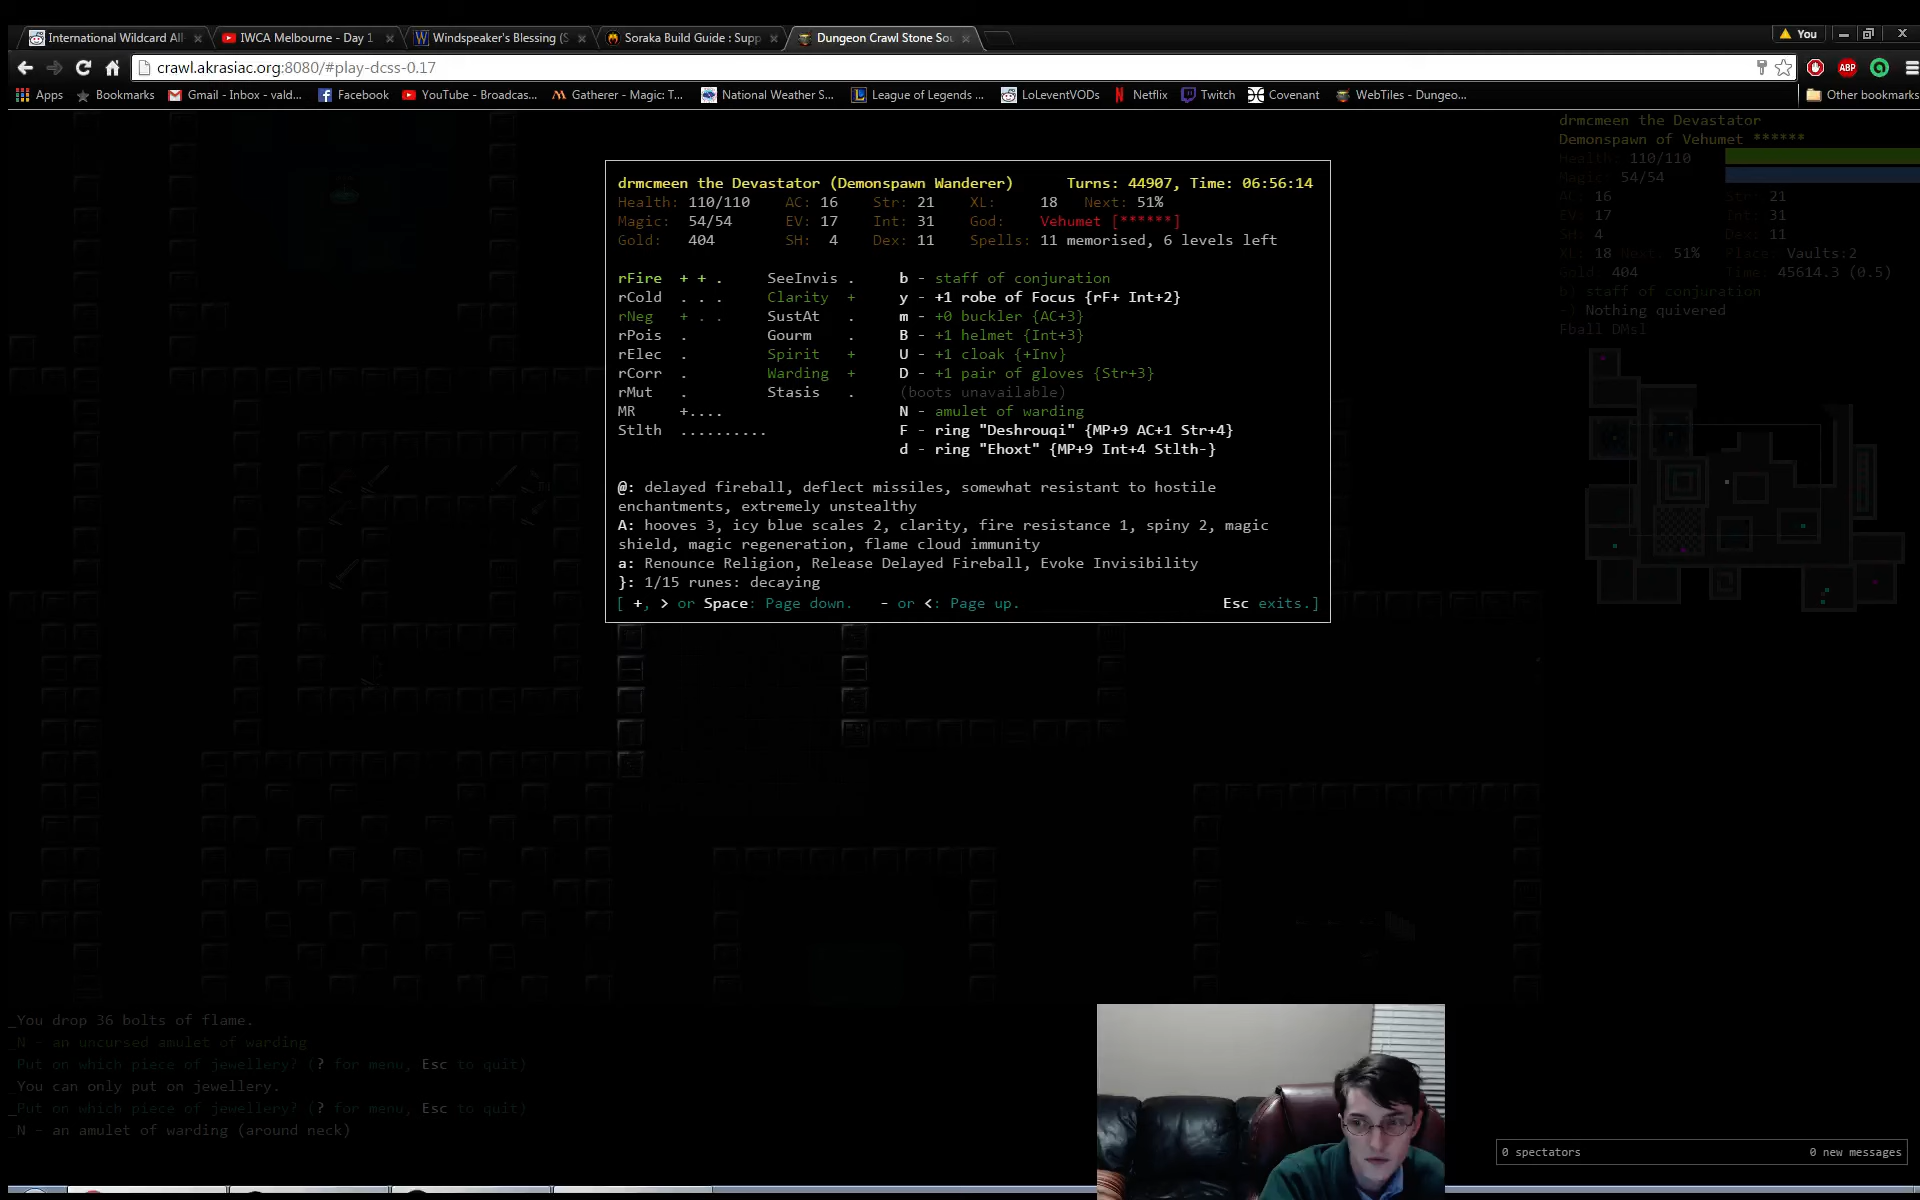 International Wildcard All
IWCA Melbourne - Day 1
Windspeaker's Blessing (S
Soraka Build Guide : Supp
Dungeon Crawl Stone Sou
You
crawl.akrasiac.org:8080/#play-dcss-0.17
ABP
Apps
Bookmarks
Gmail - Inbox - vald...
Facebook
YouTube - Broadcas...
Gatherer - Magic: T...
National Weather S...
League of Legends ...
LoLeventVODs
Netflix
Twitch
Covenant
WebTiles - Dungeo...
Other bookmarks
drmcmeen the Devastator
Demonspawn of Vehumet ******
Health: 110/110
Magic: 54/54
AC: 16 Str: 21
EV: 17 Int: 31
SH: 4 Dex: 11
XL: 18 Next: 51% Place: Vaults:2
Gold: 404 Time: 45614.3 (0.5)
b) staff of conjuration
-) Nothing quivered
Fball DMsl
drmcmeen the Devastator (Demonspawn Wanderer) Turns: 44907, Time: 06:56:14
Health: 110/110 AC: 16 Str: 21 XL: 18 Next: 51%
Magic: 54/54 EV: 17 Int: 31 God: Vehumet [******]
Gold: 404 SH: 4 Dex: 11 Spells: 11 memorised, 6 levels left
rFire + + . SeeInvis . b - staff of conjuration
rCold . . . Clarity + y - +1 robe of Focus {rF+ Int+2}
rNeg + . . SustAt . m - +0 buckler {AC+3}
rPois . Gourm . B - +1 helmet {Int+3}
rElec . Spirit + U - +1 cloak {+Inv}
rCorr . Warding + D - +1 pair of gloves {Str+3}
rMut . Stasis . (boots unavailable)
MR +.... N - amulet of warding
Stlth .......... F - ring "Deshrouqi" {MP+9 AC+1 Str+4}
d - ring "Ehoxt" {MP+9 Int+4 Stlth-}
@: delayed fireball, deflect missiles, somewhat resistant to hostile
enchantments, extremely unstealthy
A: hooves 3, icy blue scales 2, clarity, fire resistance 1, spiny 2, magic
shield, magic regeneration, flame cloud immunity
a: Renounce Religion, Release Delayed Fireball, Evoke Invisibility
}: 1/15 runes: decaying
[ +, > or Space: Page down. - or <: Page up. Esc exits.]
_You drop 36 bolts of flame.
_N - an uncursed amulet of warding
Put on which piece of jewellery? (? for menu, Esc to quit)
_You can only put on jewellery.
_Put on which piece of jewellery? (? for menu, Esc to quit)
_N - an amulet of warding (around neck)
0 spectators 0 new messages